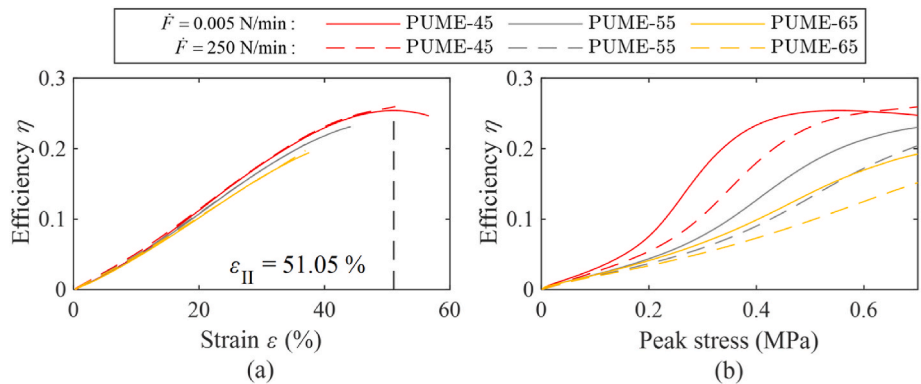 Ḟ = 0.005 N/min : PUME-45 PUME-55 PUME-65
Ḟ = 250 N/min : PUME-45 PUME-55 PUME-65
0.3
0.2
0.1
0
Efficiency η
ε_II = 51.05 %
0 20 40 60
Strain ε (%)
(a)
0.3
0.2
0.1
0
Efficiency η
0 0.2 0.4 0.6
Peak stress (MPa)
(b)